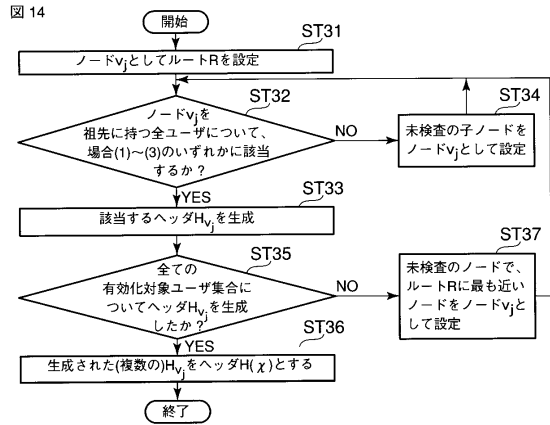 図 14
開始
ST31
ノードvjとしてルートRを設定
ST32
ノードvjを
祖先に持つ全ユーザについて、
場合(1)～(3)のいずれかに該当
するか?
NO
ST34
未検査の子ノードを
ノードvjとして設定
YES
ST33
該当するヘッダHvjを生成
ST35
全ての
有効化対象ユーザ集合に
ついてヘッダHvjを生成
したか?
NO
ST37
未検査のノードで、
ルートRに最も近い
ノードをノードvjと
して設定
YES
ST36
生成された(複数の)HvjをヘッダH(χ)とする
終了